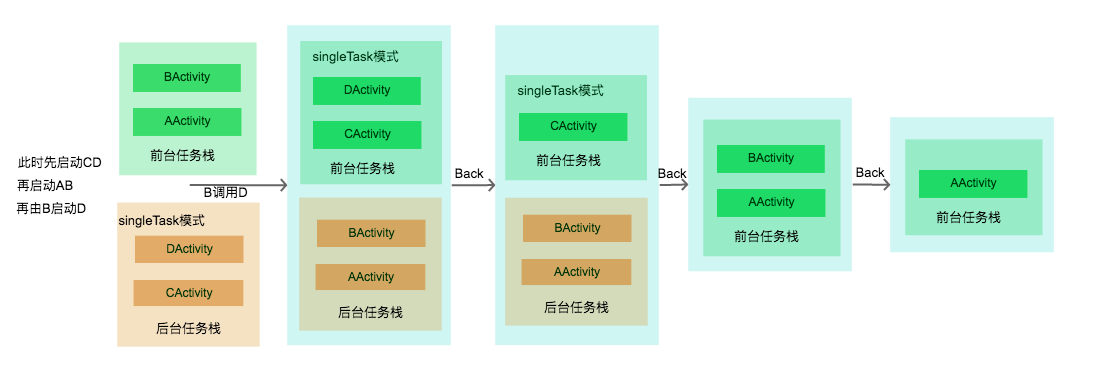 此时先启动CD
再启动AB
再由B启动D
BActivity
AActivity
前台任务栈
singleTask模式
DActivity
CActivity
后台任务栈
B调用D
singleTask模式
DActivity
CActivity
前台任务栈
BActivity
AActivity
后台任务栈
Back
singleTask模式
CActivity
前台任务栈
BActivity
AActivity
后台任务栈
Back
BActivity
AActivity
前台任务栈
Back
AActivity
前台任务栈